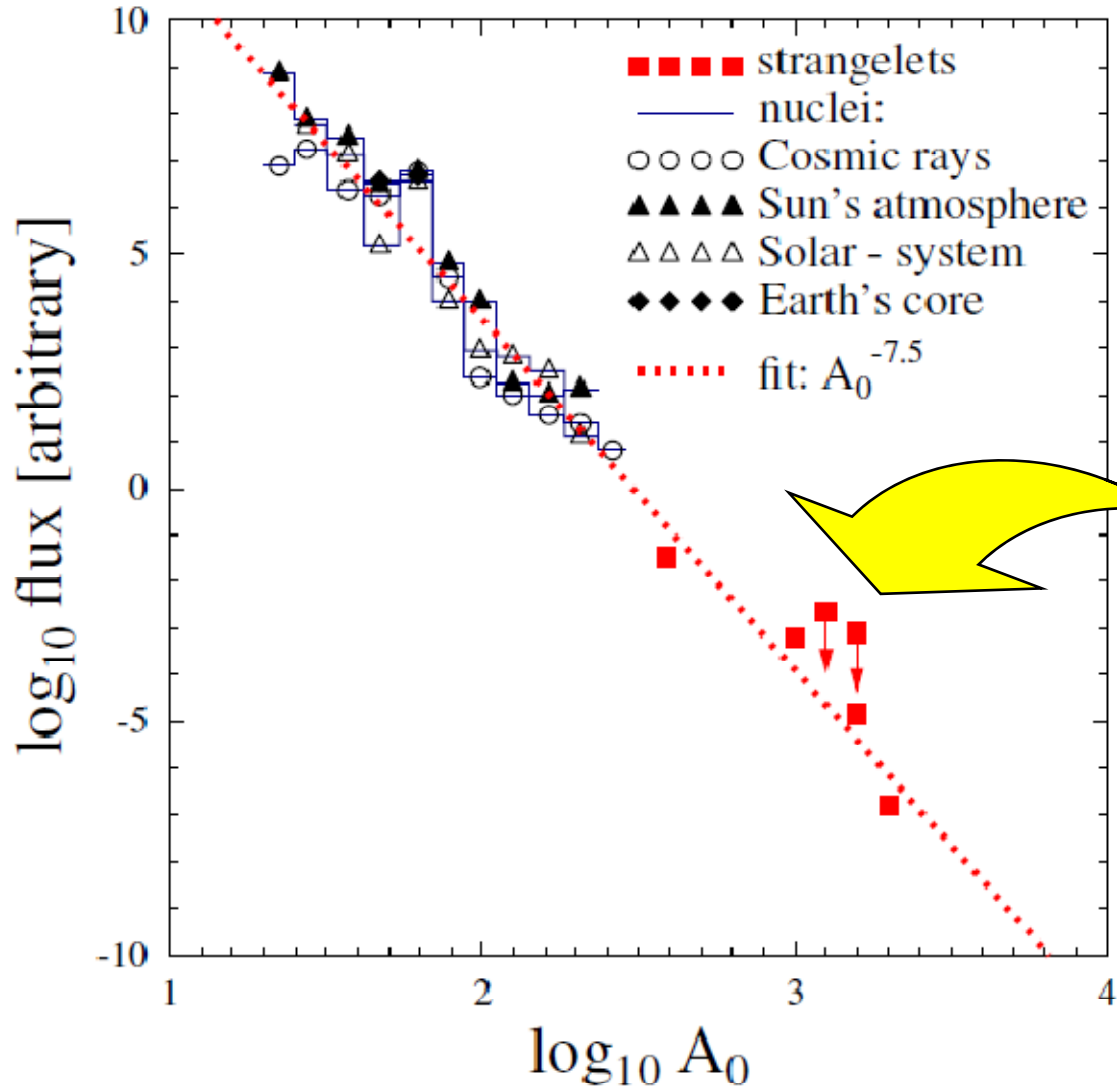 10
5
0
-5
-10
log₁₀ flux [arbitrary]
strangelets
nuclei:
Cosmic rays
Sun's atmosphere
Solar - system
Earth's core
fit: A₀⁻⁷·⁵
1 2 3 4
log₁₀ A₀